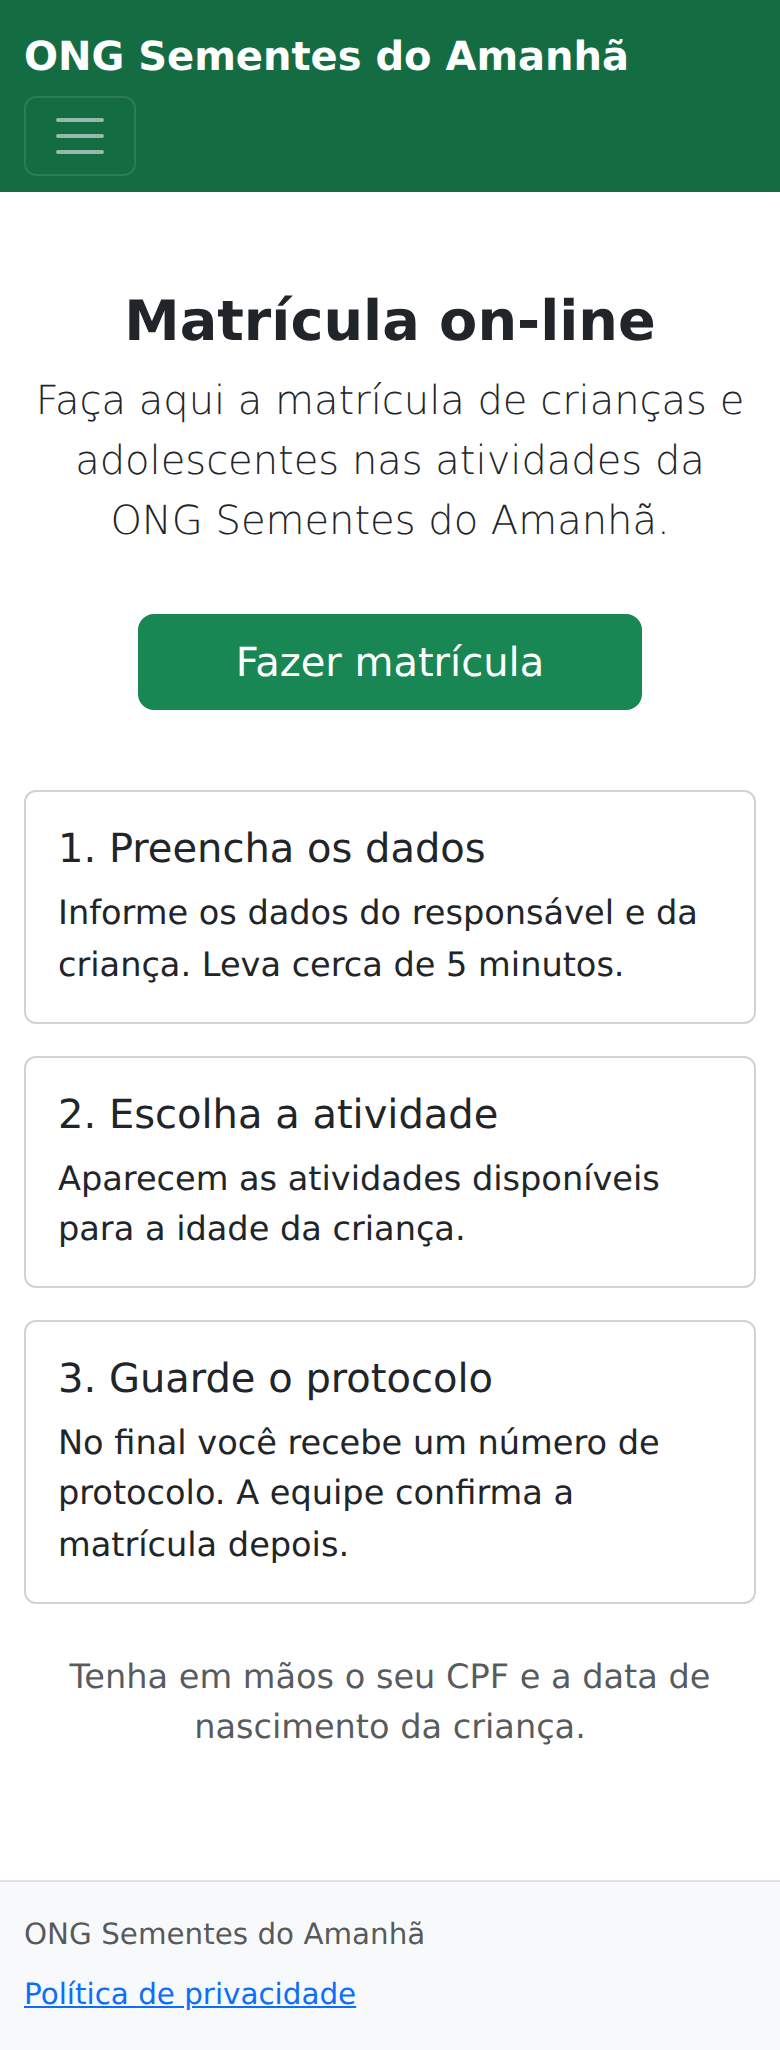 ONG Sementes do Amanhã
Matrícula on-line
Faça aqui a matrícula de crianças e
adolescentes nas atividades da
ONG Sementes do Amanhã.
Fazer matrícula
1. Preencha os dados
Informe os dados do responsável e da
criança. Leva cerca de 5 minutos.
2. Escolha a atividade
Aparecem as atividades disponíveis
para a idade da criança.
3. Guarde o protocolo
No final você recebe um número de
protocolo. A equipe confirma a
matrícula depois.
Tenha em mãos o seu CPF e a data de
nascimento da criança.
ONG Sementes do Amanhã
Política de privacidade